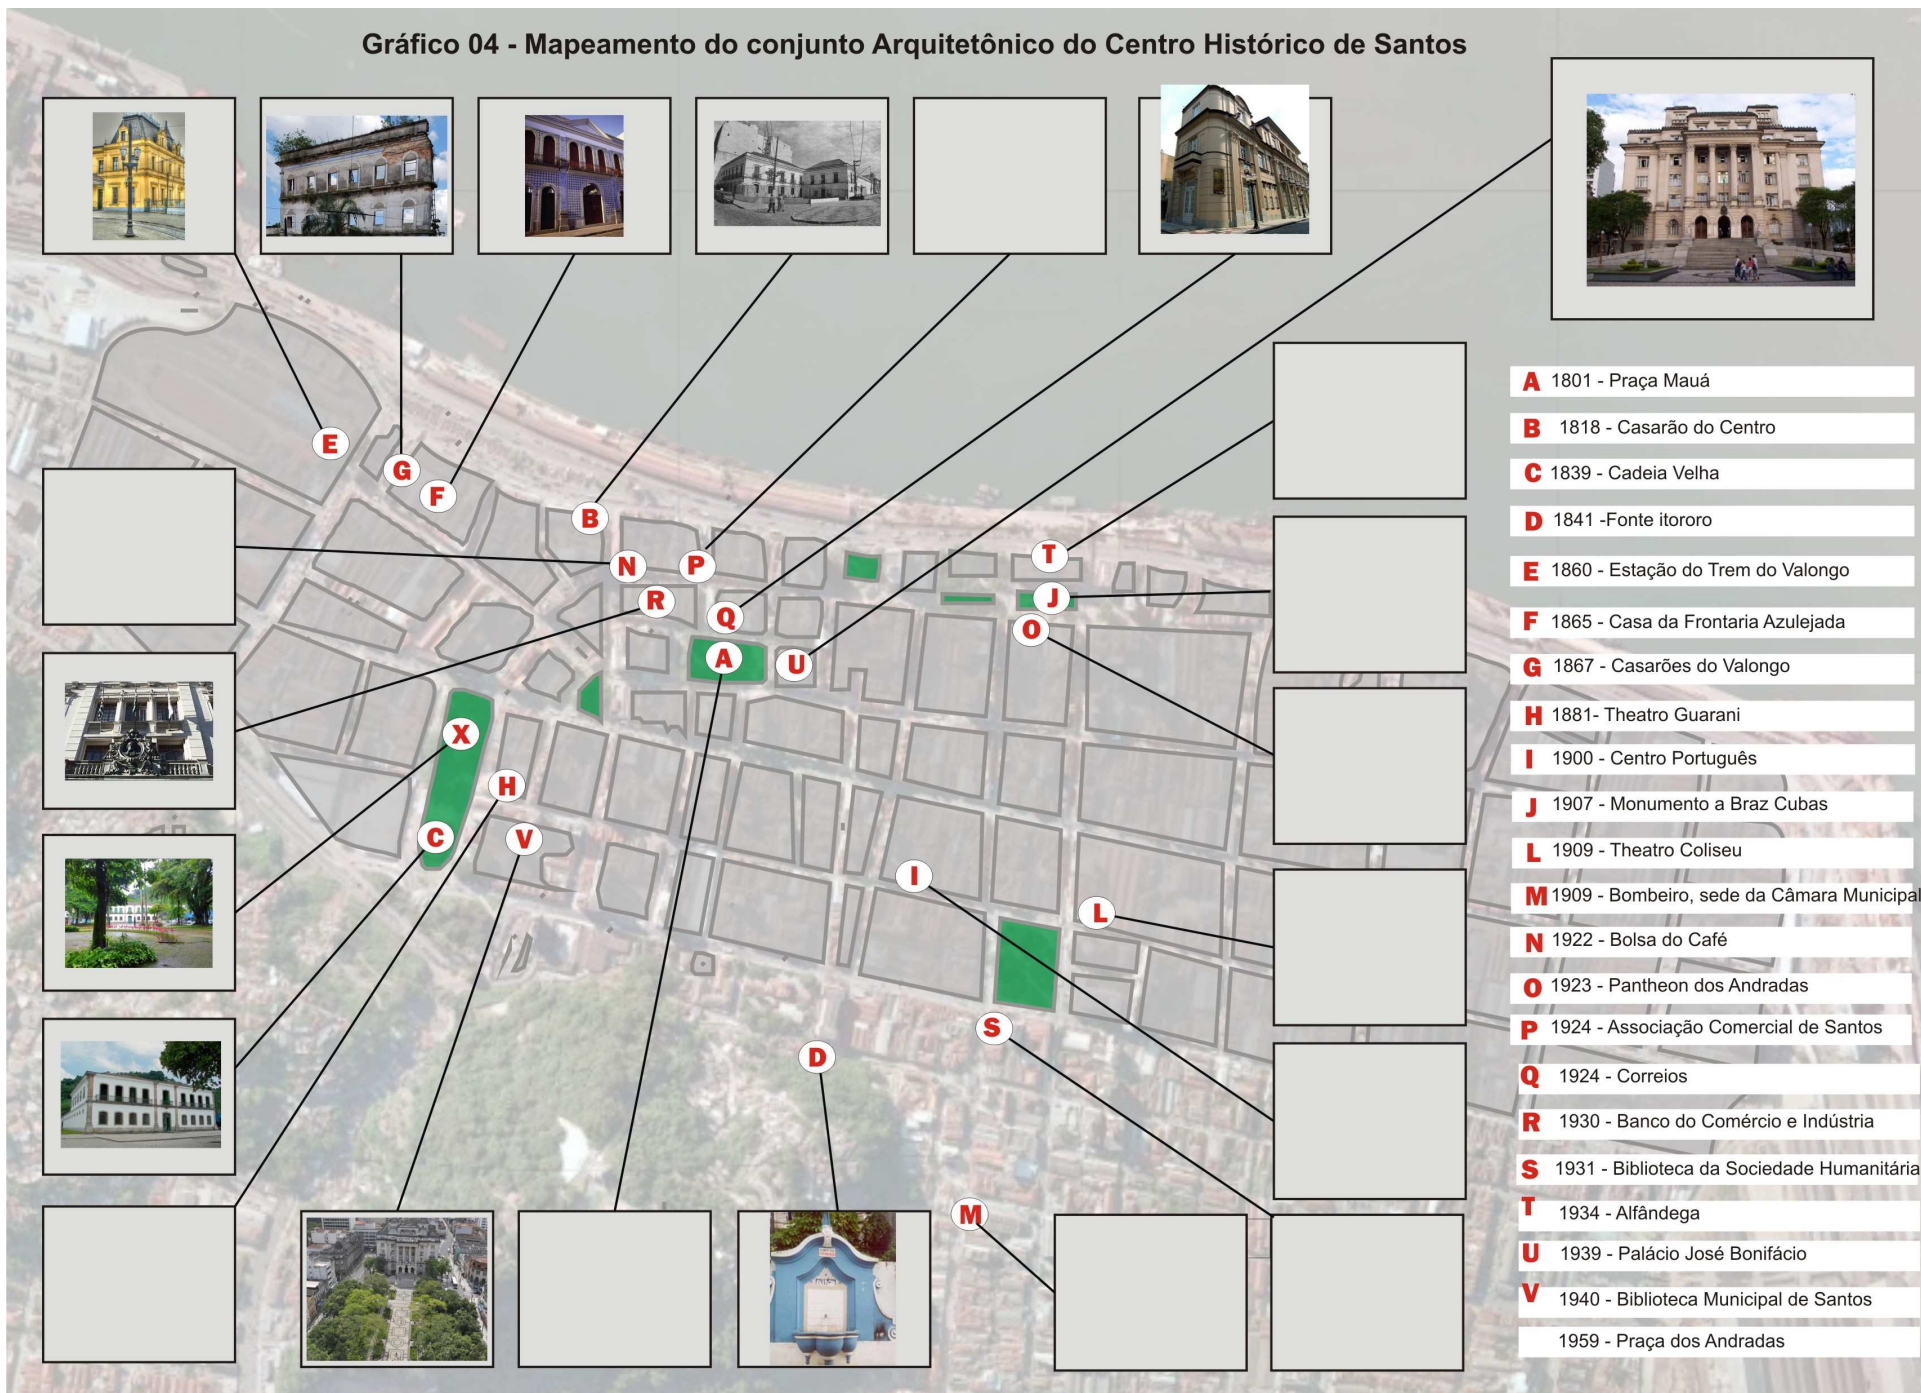 Gráfico 04 - Mapeamento do conjunto Arquitetônico do Centro Histórico de Santos
E
G
F
B
N
P
R
Q
T
J
O
A
U
X
H
C
V
I
L
S
D
M
A 1801 - Praça Mauá
B 1818 - Casarão do Centro
C 1839 - Cadeia Velha
D 1841 -Fonte itororo
E 1860 - Estação do Trem do Valongo
F 1865 - Casa da Frontaria Azulejada
G 1867 - Casarões do Valongo
H 1881- Theatro Guarani
I 1900 - Centro Português
J 1907 - Monumento a Braz Cubas
L 1909 - Theatro Coliseu
M 1909 - Bombeiro, sede da Câmara Municipal
N 1922 - Bolsa do Café
O 1923 - Pantheon dos Andradas
P 1924 - Associação Comercial de Santos
Q 1924 - Correios
R 1930 - Banco do Comércio e Indústria
S 1931 - Biblioteca da Sociedade Humanitária
T 1934 - Alfândega
U 1939 - Palácio José Bonifácio
V 1940 - Biblioteca Municipal de Santos
1959 - Praça dos Andradas